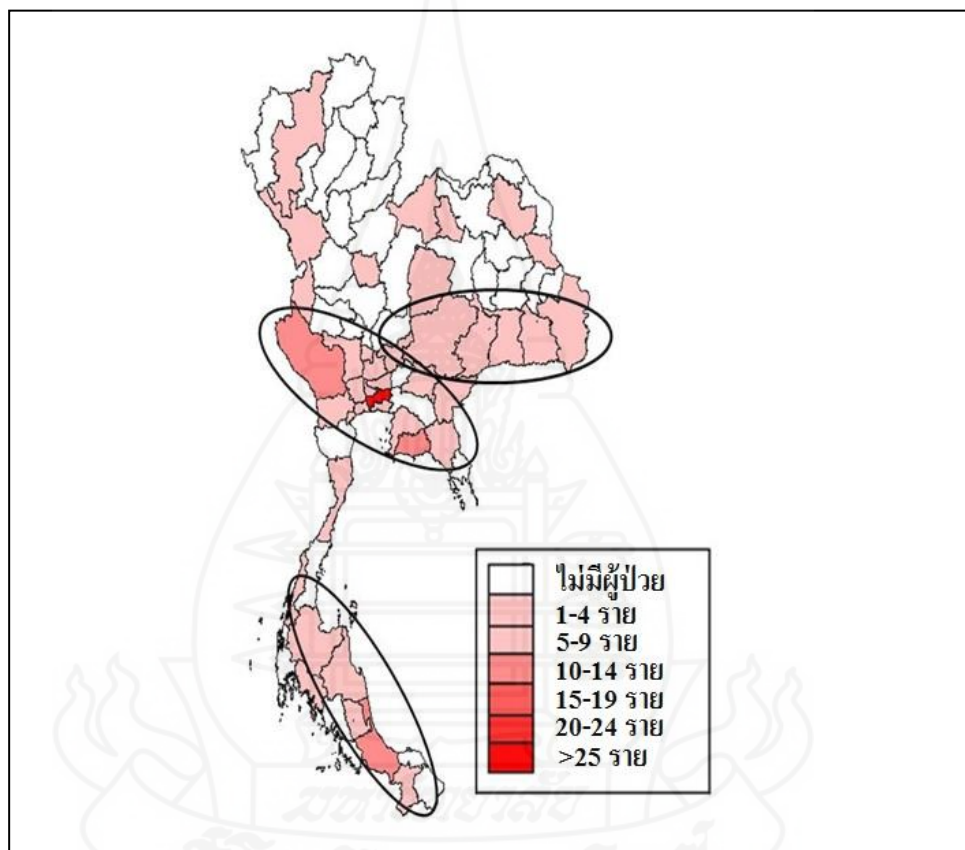 ไม่มีผู้ป่วย
1-4 ราย
5-9 ราย
10-14 ราย
15-19 ราย
20-24 ราย
>25 ราย